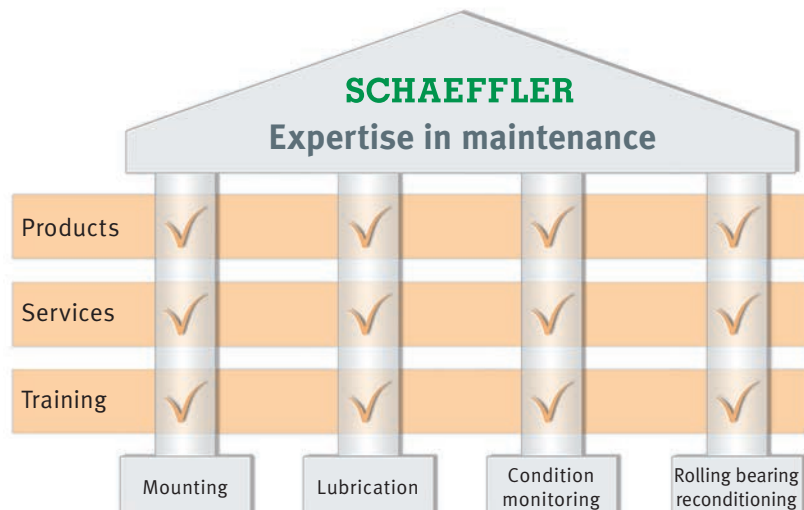 SCHAEFFLER
Expertise in maintenance
Products
Services
Training
Mounting
Lubrication
Condition
monitoring
Rolling bearing
reconditioning